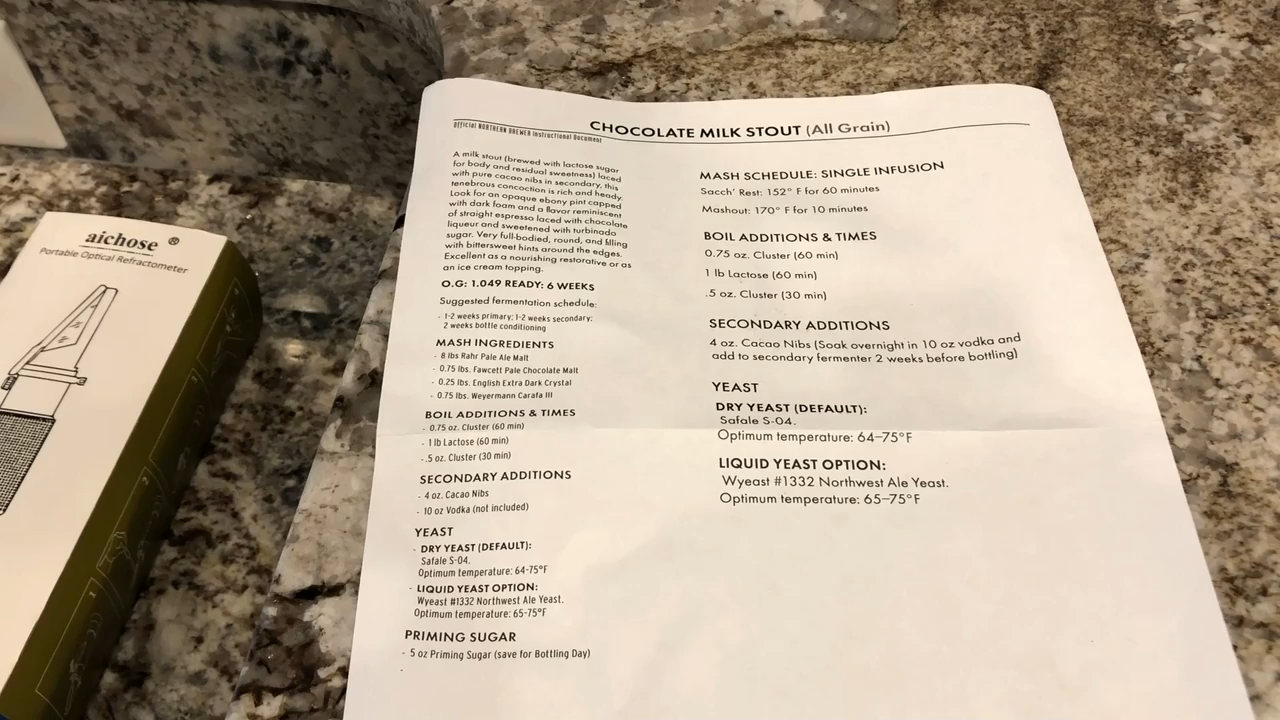 aichose ®
Portable Optical Refractometer
Official NORTHERN BREWER Instructional Document
CHOCOLATE MILK STOUT (All Grain)
A milk stout (brewed with lactose sugar
for body and residual sweetness) laced
with pure cacao nibs in secondary, this
tenebrous concoction is rich and heady.
Look for an opaque ebony pint capped
with dark foam and a flavor reminiscent
of straight espresso laced with chocolate
liqueur and sweetened with turbinado
sugar. Very full-bodied, round, and filling
with bittersweet hints around the edges.
Excellent as a nourishing restorative or as
an ice cream topping.
O.G: 1.049 READY: 6 WEEKS
Suggested fermentation schedule:
- 1-2 weeks primary; 1-2 weeks secondary;
2 weeks bottle conditioning
MASH INGREDIENTS
- 8 lbs Rahr Pale Ale Malt
- 0.75 lbs. Fawcett Pale Chocolate Malt
- 0.25 lbs. English Extra Dark Crystal
- 0.75 lbs. Weyermann Carafa III
BOIL ADDITIONS & TIMES
- 0.75 oz. Cluster (60 min)
- 1 lb Lactose (60 min)
- .5 oz. Cluster (30 min)
SECONDARY ADDITIONS
- 4 oz. Cacao Nibs
- 10 oz Vodka (not included)
YEAST
- DRY YEAST (DEFAULT):
Safale S-04.
Optimum temperature: 64-75°F
- LIQUID YEAST OPTION:
Wyeast #1332 Northwest Ale Yeast.
Optimum temperature: 65-75°F
PRIMING SUGAR
- 5 oz Priming Sugar (save for Bottling Day)
-
MASH SCHEDULE: SINGLE INFUSION
Sacch' Rest: 152° F for 60 minutes
Mashout: 170° F for 10 minutes
BOIL ADDITIONS & TIMES
0.75 oz. Cluster (60 min)
1 lb Lactose (60 min)
.5 oz. Cluster (30 min)
SECONDARY ADDITIONS
4 oz. Cacao Nibs (Soak overnight in 10 oz vodka and
add to secondary fermenter 2 weeks before bottling)
YEAST
DRY YEAST (DEFAULT):
Safale S-04.
Optimum temperature: 64–75°F
LIQUID YEAST OPTION:
Wyeast #1332 Northwest Ale Yeast.
Optimum temperature: 65–75°F